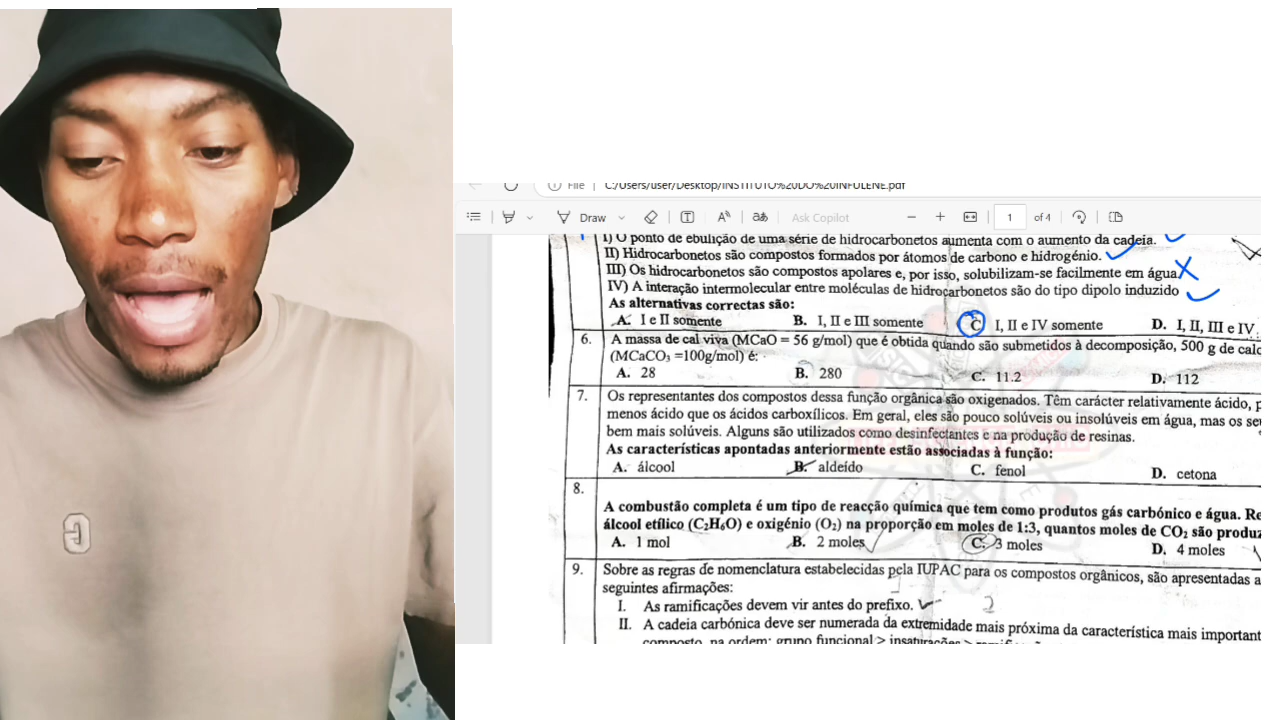 File | C:/Users/user/Desktop/INSTITUTO%20DO%20INFULENE.pdf
Draw
Ask Copilot
1 of 4
I) O ponto de ebulição de uma série de hidrocarbonetos aumenta com o aumento da cadeia.
II) Hidrocarbonetos são compostos formados por átomos de carbono e hidrogénio.
III) Os hidrocarbonetos são compostos apolares e, por isso, solubilizam-se facilmente em água
IV) A interação intermolecular entre moléculas de hidrocarbonetos são do tipo dipolo induzido
As alternativas correctas são:
A. I e II somente B. I, II e III somente C I, II e IV somente D. I, II, III e IV
6. A massa de cal viva (MCaO = 56 g/mol) que é obtida quando são submetidos à decomposição, 500 g de calc
(MCaCO₃ =100g/mol) é:
A. 28 B. 280 C. 11.2 D. 112
7. Os representantes dos compostos dessa função orgânica são oxigenados. Têm carácter relativamente ácido, p
menos ácido que os ácidos carboxílicos. Em geral, eles são pouco solúveis ou insolúveis em água, mas os se
bem mais solúveis. Alguns são utilizados como desinfectantes e na produção de resinas.
As características apontadas anteriormente estão associadas à função:
A. álcool B. aldeído C. fenol D. cetona
8.
A combustão completa é um tipo de reacção química que tem como produtos gás carbónico e água. Re
álcool etílico (C₂H₆O) e oxigénio (O₂) na proporção em moles de 1:3, quantos moles de CO₂ são produz
A. 1 mol B. 2 moles C. 3 moles D. 4 moles
9. Sobre as regras de nomenclatura estabelecidas pela IUPAC para os compostos orgânicos, são apresentadas a
seguintes afirmações:
I. As ramificações devem vir antes do prefixo. 2
II. A cadeia carbónica deve ser numerada da extremidade mais próxima da característica mais important
composto, na ordem: grupo funcional > insaturações >